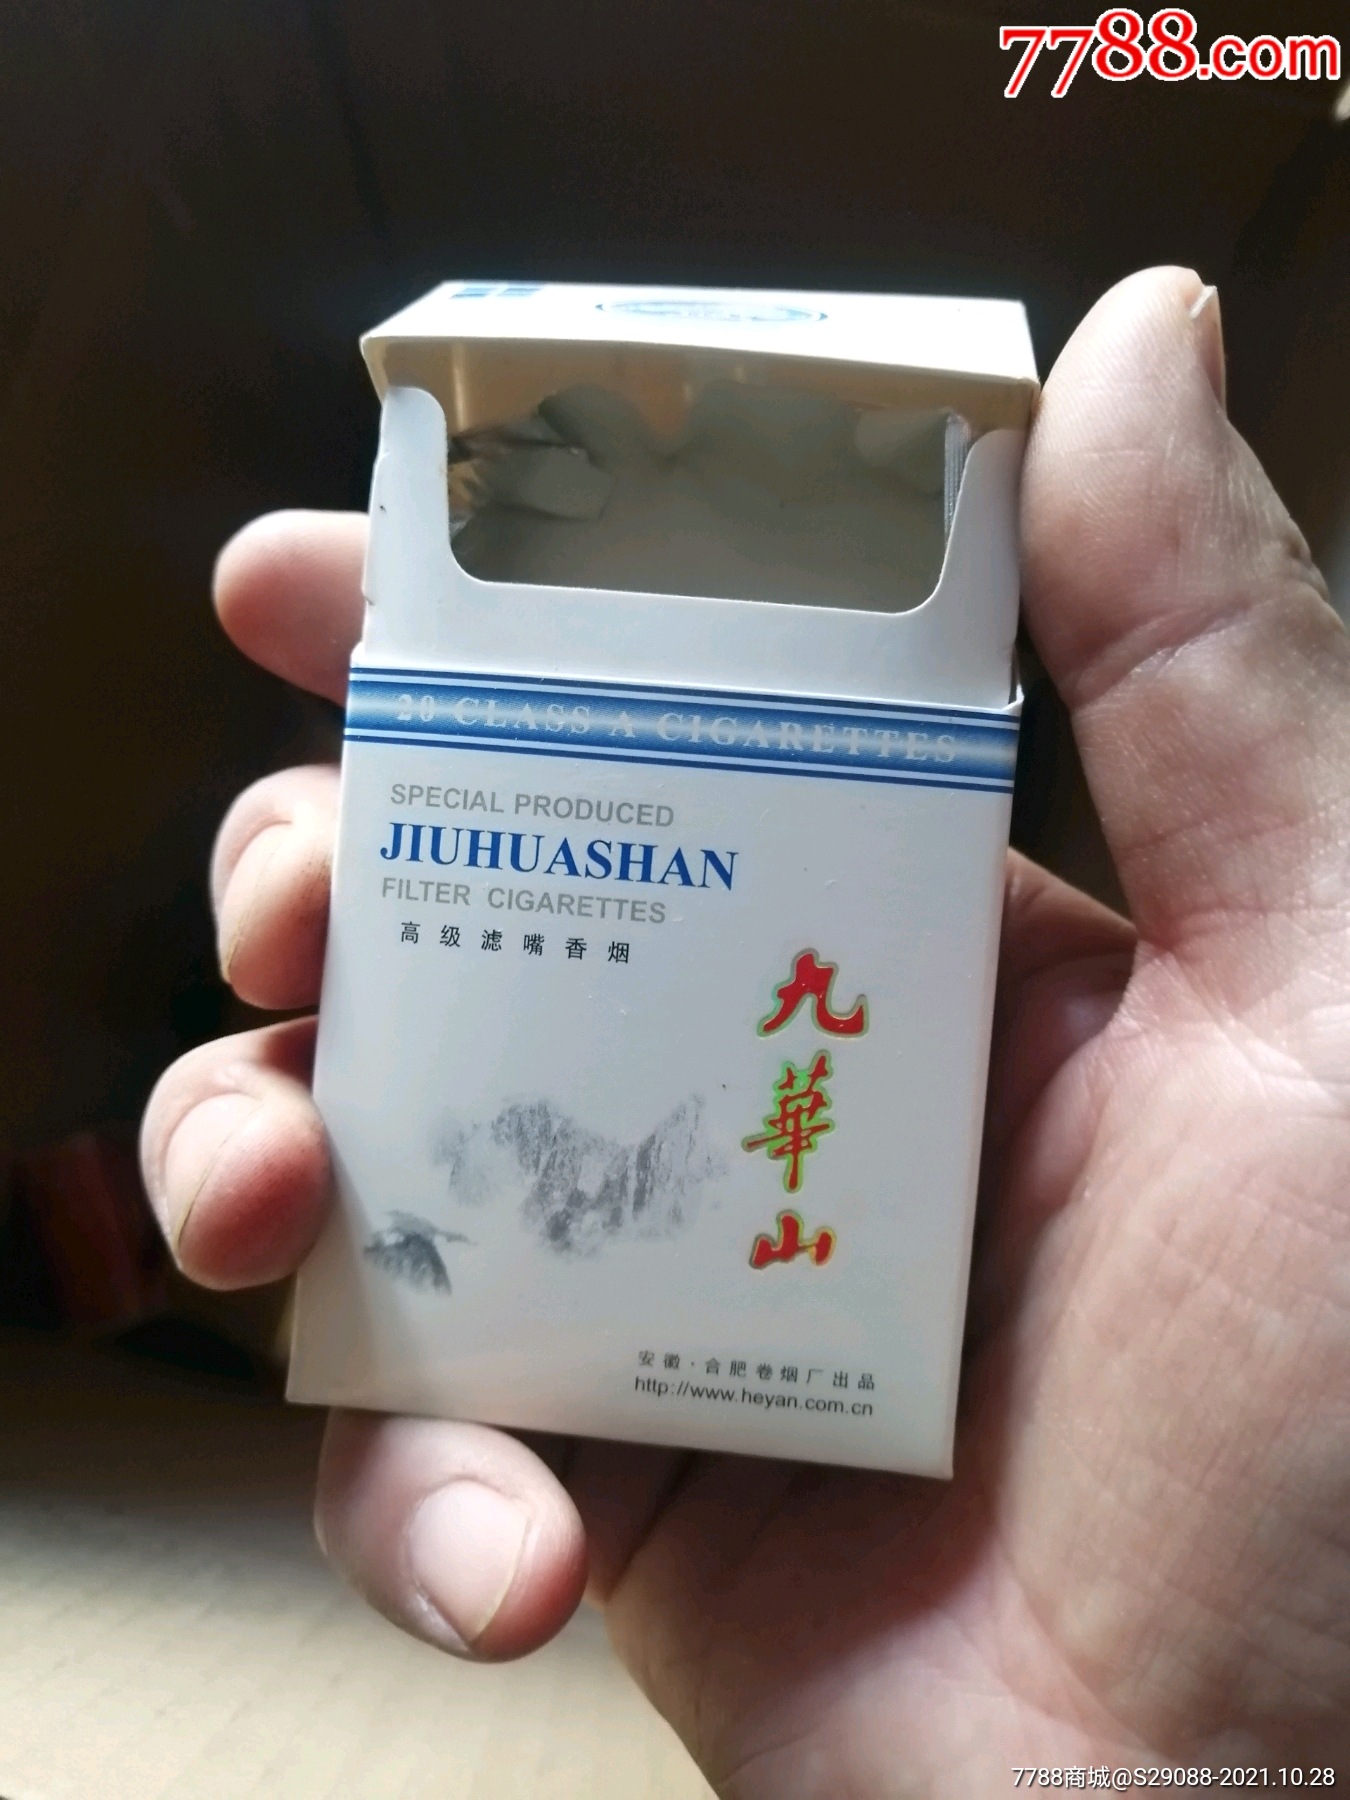 7788.com
20 CLASS A CIGARETTES
SPECIAL PRODUCED
JIUHUASHAN
FILTER CIGARETTES
高级滤嘴香烟
九
華
山
安徽·合肥卷烟厂出品
http://www.heyan.com.cn
7788商城@S29088-2021.10.28